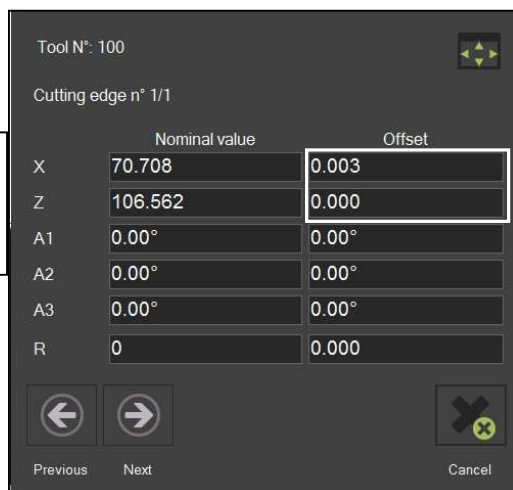 Tool N°: 100
Cutting edge n° 1/1
Nominal value Offset
X 70.708 0.003
Z 106.562 0.000
A1 0.00° 0.00°
A2 0.00° 0.00°
A3 0.00° 0.00°
R 0 0.000
Previous Next Cancel